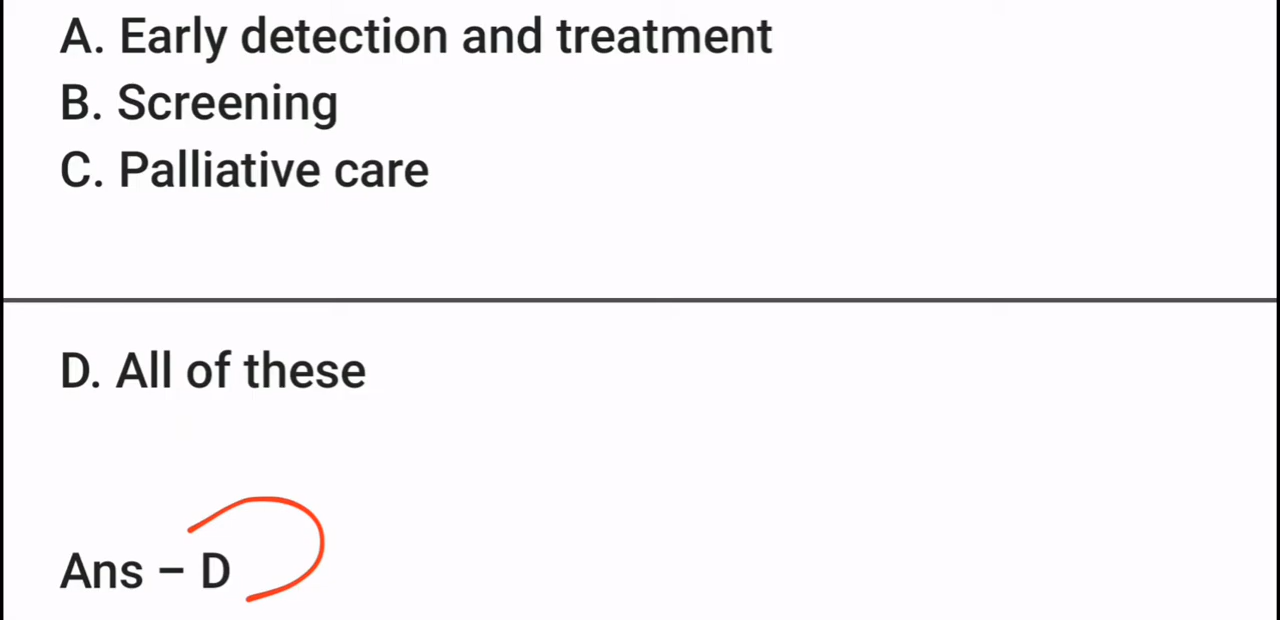 A. Early detection and treatment
B. Screening
C. Palliative care
D. All of these
Ans – D